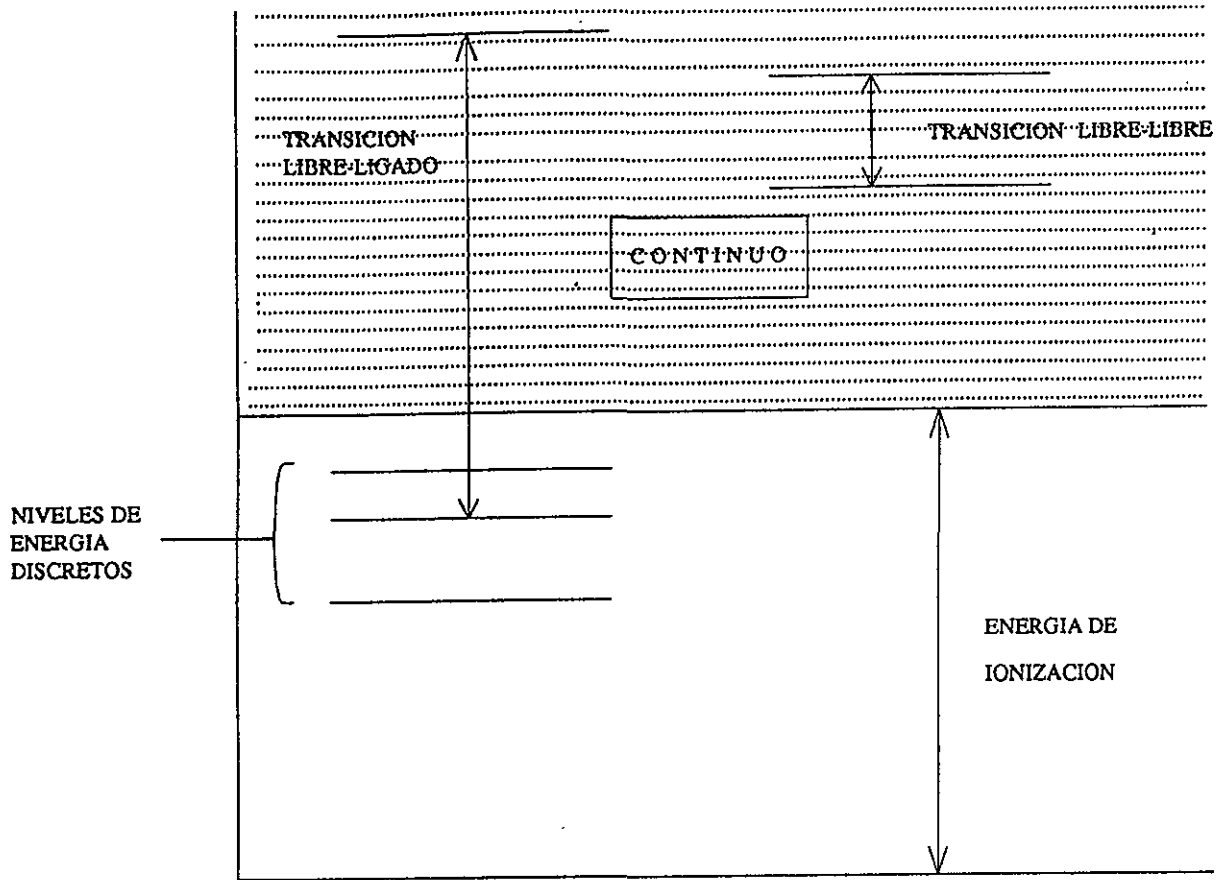 TRANSICION
LIBRE-LIGADO
TRANSICION LIBRE-LIBRE
CONTINUO
NIVELES DE
ENERGIA
DISCRETOS
ENERGIA DE
IONIZACION